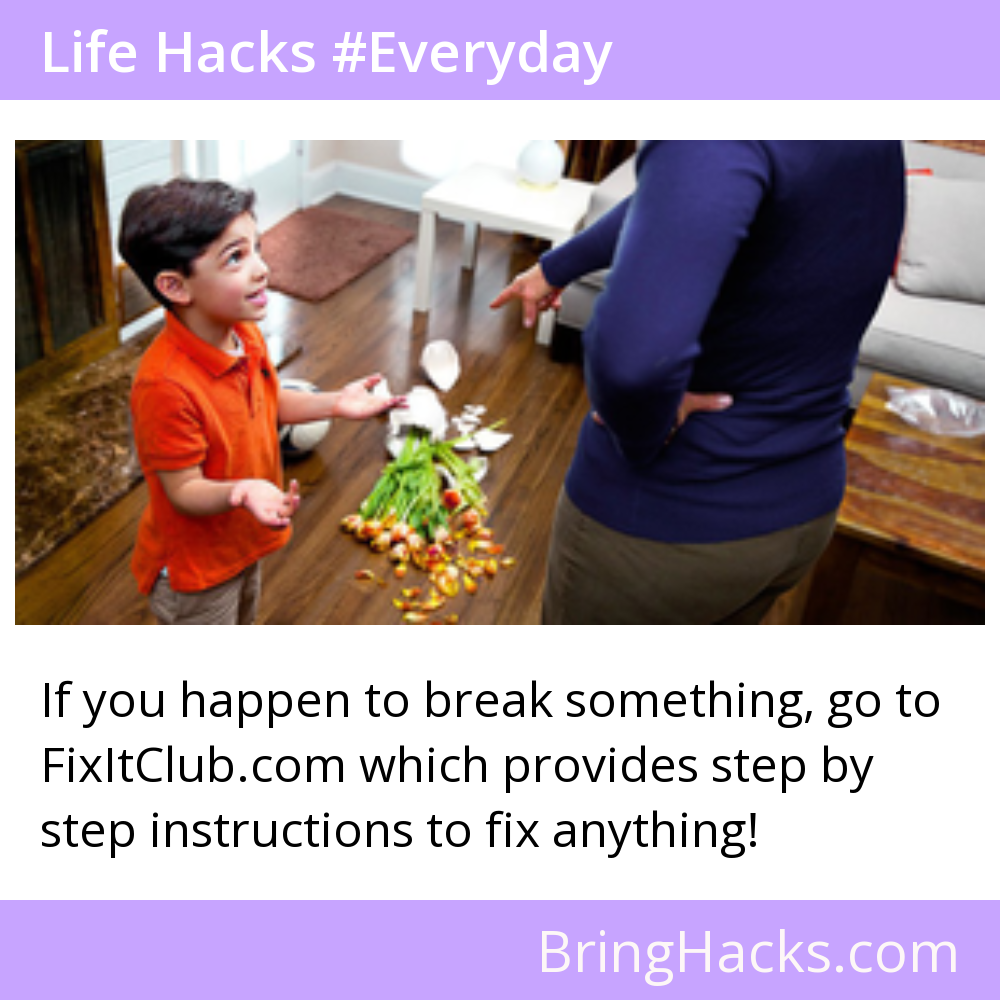 Life Hacks #Everyday
If you happen to break something, go to
FixItClub.com which provides step by
step instructions to fix anything!
BringHacks.com